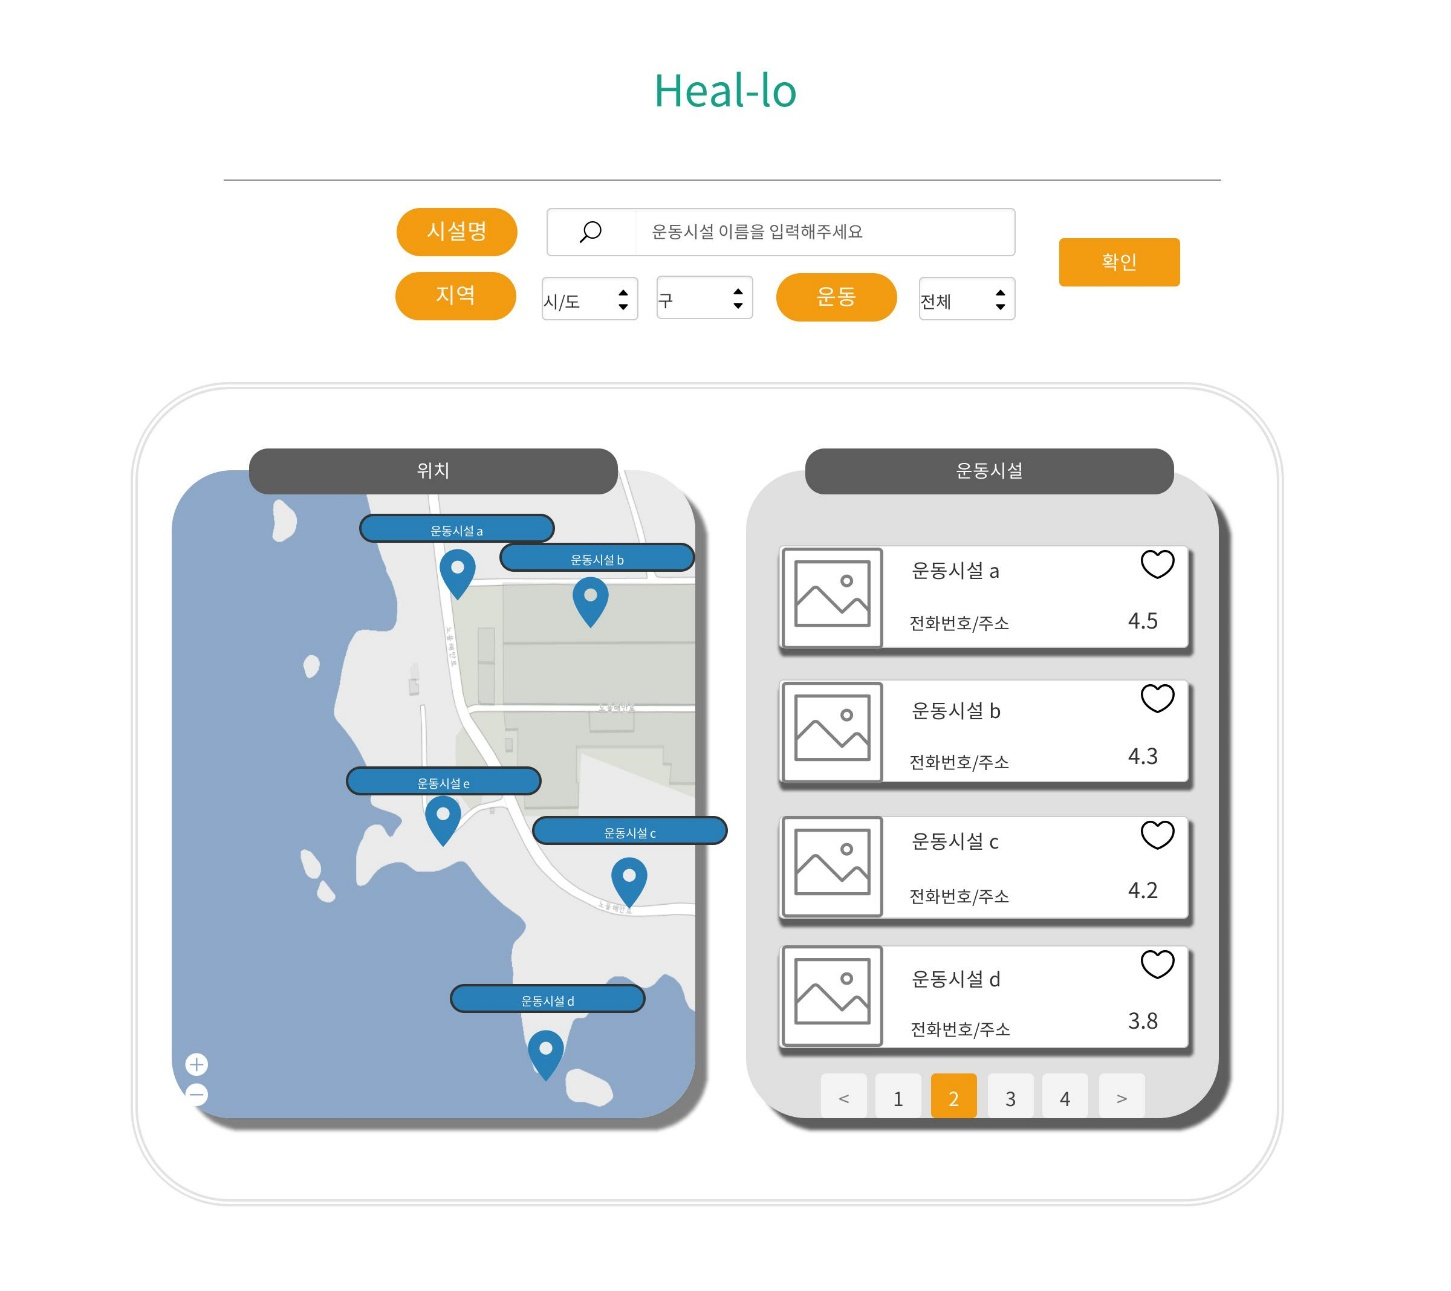 Heal-lo
시설명
운동시설 이름을 입력해주세요
확인
지역
시/도
구
운동
전체
위치
운동시설 a
운동시설 b
운동시설 e
운동시설 c
운동시설 d
운동시설
운동시설 a
전화번호/주소
4.5
운동시설 b
전화번호/주소
4.3
운동시설 c
전화번호/주소
4.2
운동시설 d
전화번호/주소
3.8
< 1 2 3 4 >